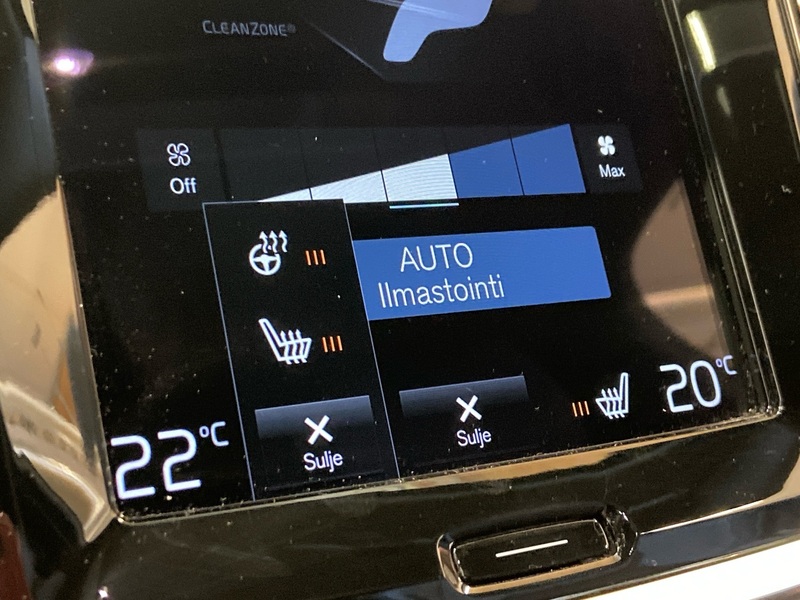 CLEANZONE®
Off
Max
AUTO
Ilmastointi
22°C
Sulje
Sulje
20°C